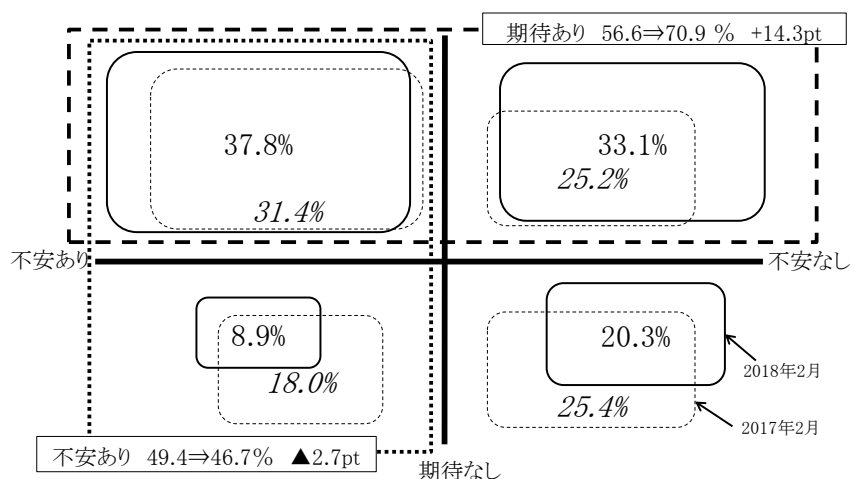 期待あり 56.6⇒70.9 % +14.3pt
37.8%
31.4%
33.1%
25.2%
不安あり
不安なし
8.9%
18.0%
20.3%
25.4%
2018年2月
2017年2月
不安あり 49.4⇒46.7% ▲2.7pt
期待なし